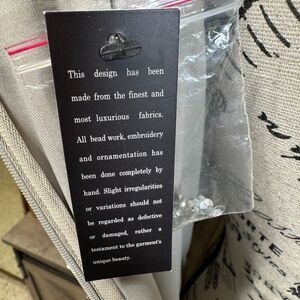 This design has been
made from the finest and
most luxurious fabrics.
All bead work, embroidery
and ornamentation has
been done completely by
hand. Slight irregularities
or variations should not
be regarded as defective
or damaged, rather a
testament to the garment's
unique beauty.